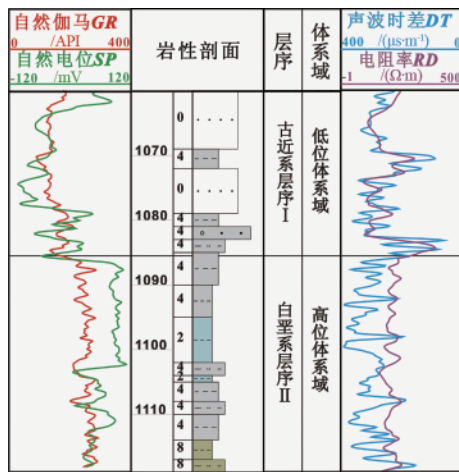 自然伽马GR
0 /API 400
自然电位SP
-120 /mV 120
岩性剖面
层序
体系域
声波时差DT
400 /(μs·m⁻¹) 0
电阻率RD
-1 /(Ω·m) 500
0
4
1070
0
4
1080
4
4
古近系层序Ⅰ
低位体系域
4
1090
4
2
1100
4
2
4
4
1110
4
8
8
白垩系层序Ⅱ
高位体系域